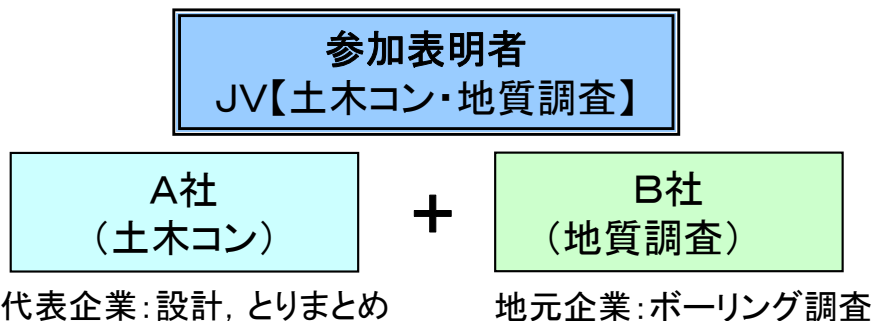 参加表明者
JV【土木コン・地質調査】
A社
（土木コン）
+
B社
（地質調査）
代表企業：設計，とりまとめ
地元企業：ボーリング調査